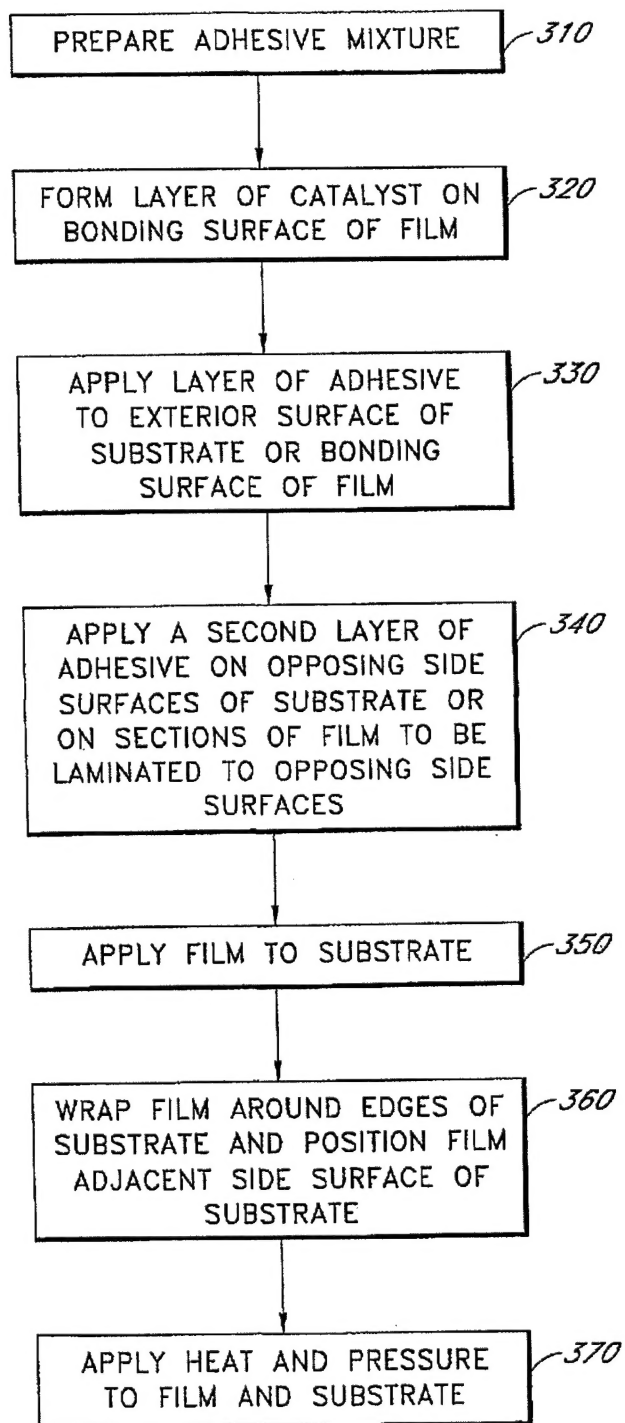 PREPARE ADHESIVE MIXTURE
310
FORM LAYER OF CATALYST ON
BONDING SURFACE OF FILM
320
APPLY LAYER OF ADHESIVE
TO EXTERIOR SURFACE OF
SUBSTRATE OR BONDING
SURFACE OF FILM
330
APPLY A SECOND LAYER OF
ADHESIVE ON OPPOSING SIDE
SURFACES OF SUBSTRATE OR
ON SECTIONS OF FILM TO BE
LAMINATED TO OPPOSING SIDE
SURFACES
340
APPLY FILM TO SUBSTRATE
350
WRAP FILM AROUND EDGES OF
SUBSTRATE AND POSITION FILM
ADJACENT SIDE SURFACE OF
SUBSTRATE
360
APPLY HEAT AND PRESSURE
TO FILM AND SUBSTRATE
370